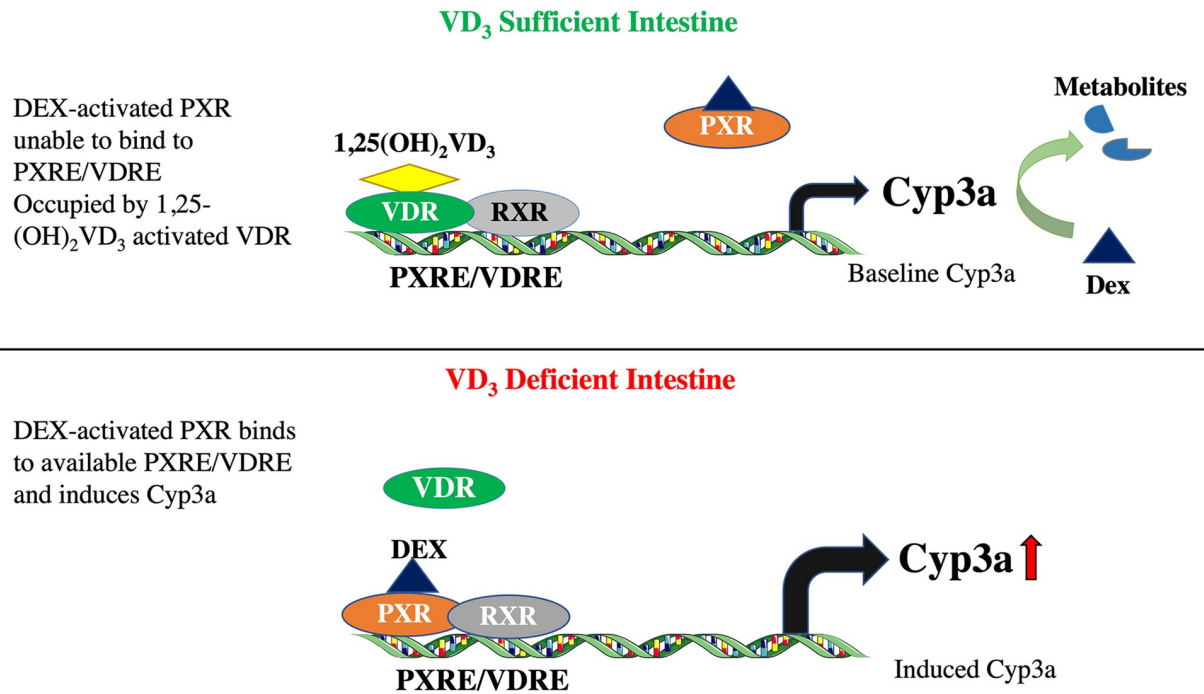 VD₃ Sufficient Intestine
DEX-activated PXR
unable to bind to
PXRE/VDRE
Occupied by 1,25-
(OH)₂VD₃ activated VDR
1,25(OH)₂VD₃
VDR
RXR
PXRE/VDRE
PXR
Cyp3a
Baseline Cyp3a
Metabolites
Dex
VD₃ Deficient Intestine
DEX-activated PXR binds
to available PXRE/VDRE
and induces Cyp3a
VDR
DEX
PXR
RXR
PXRE/VDRE
Cyp3a
Induced Cyp3a